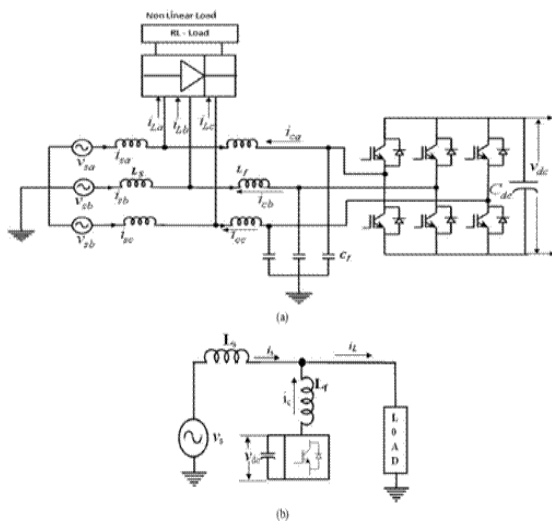 Non Linear Load
RL - Load
i_La i_Lb i_Lc
i_ca
V_sa i_sa
L_s L_f
V_sb i_sb i_cb
V_sb i_sc i_cc
C_f
V_dc
C_dc
(a)
L_s i_s i_L
i_c L_f
V_s
V_dc
LOAD
(b)